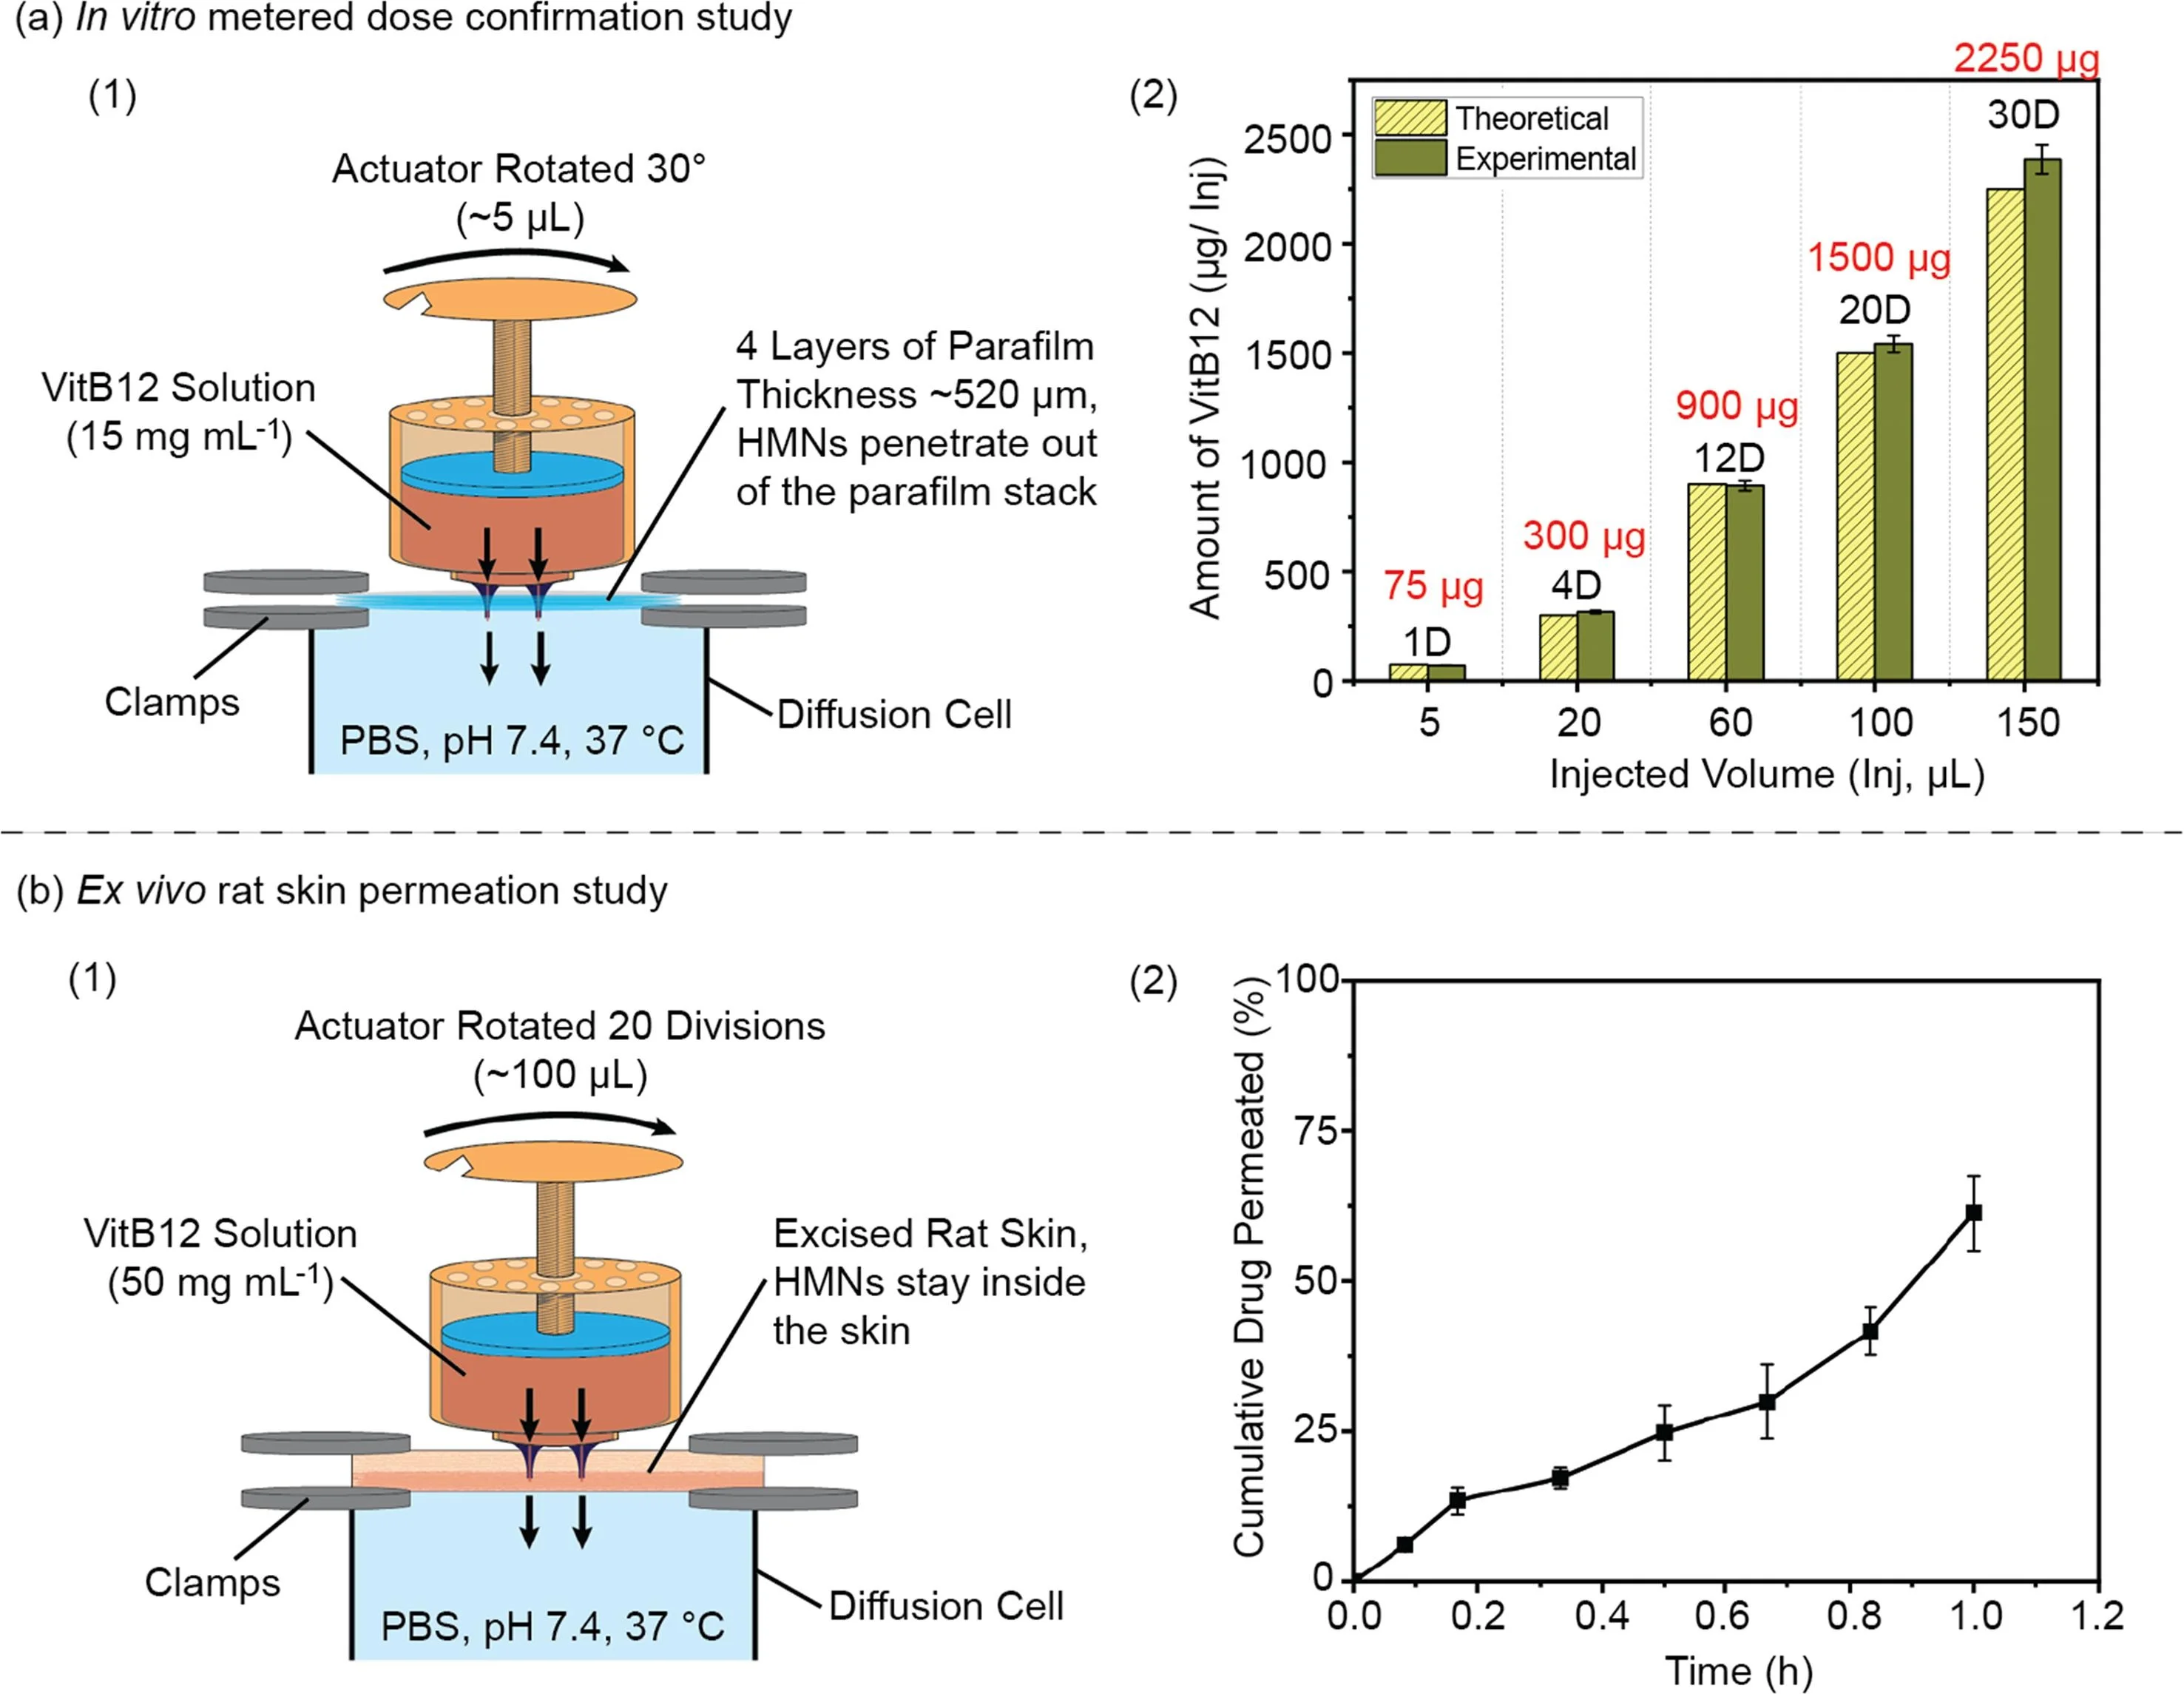 (a) In vitro metered dose confirmation study
(1)
Actuator Rotated 30°
(~5 µL)
VitB12 Solution
(15 mg mL-1)
4 Layers of Parafilm
Thickness ~520 µm,
HMNs penetrate out
of the parafilm stack
Clamps
Diffusion Cell
PBS, pH 7.4, 37 °C
(2)
Theoretical
Experimental
Amount of VitB12 (µg/ Inj)
2500
2000
1500
1000
500
0
75 µg
1D
300 µg
4D
900 µg
12D
1500 µg
20D
2250 µg
30D
5 20 60 100 150
Injected Volume (Inj, µL)
(b) Ex vivo rat skin permeation study
(1)
Actuator Rotated 20 Divisions
(~100 µL)
VitB12 Solution
(50 mg mL-1)
Excised Rat Skin,
HMNs stay inside
the skin
Clamps
Diffusion Cell
PBS, pH 7.4, 37 °C
(2)
Cumulative Drug Permeated (%)
100
75
50
25
0
0.0 0.2 0.4 0.6 0.8 1.0 1.2
Time (h)